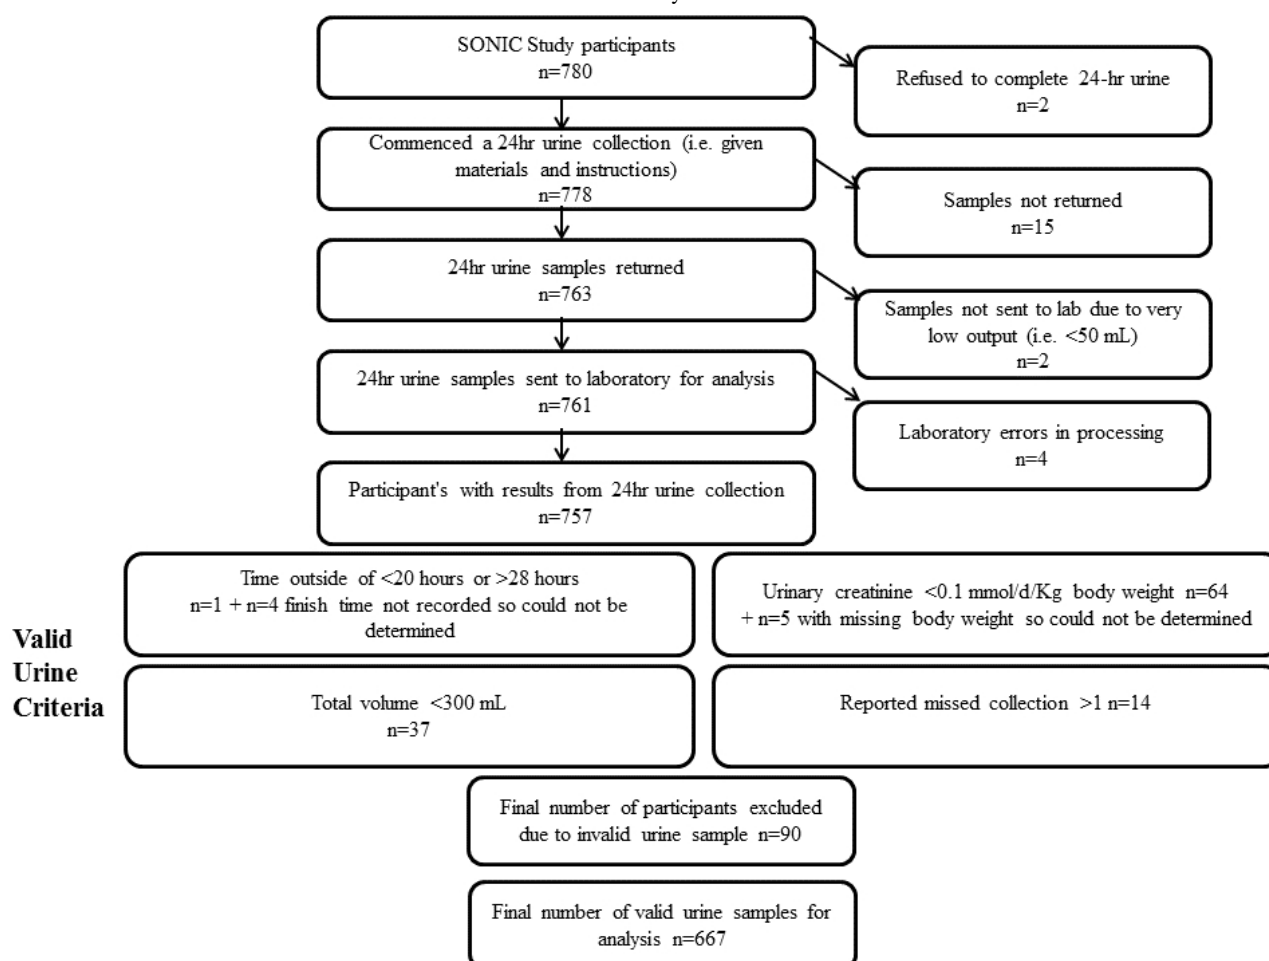 SONIC Study participants
n=780
Refused to complete 24-hr urine
n=2
Commenced a 24hr urine collection (i.e. given
materials and instructions)
n=778
Samples not returned
n=15
24hr urine samples returned
n=763
Samples not sent to lab due to very
low output (i.e. <50 mL)
n=2
24hr urine samples sent to laboratory for analysis
n=761
Laboratory errors in processing
n=4
Participant's with results from 24hr urine collection
n=757
Valid
Urine
Criteria
Time outside of <20 hours or >28 hours
n=1 + n=4 finish time not recorded so could not be
determined
Urinary creatinine <0.1 mmol/d/Kg body weight n=64
+ n=5 with missing body weight so could not be determined
Total volume <300 mL
n=37
Reported missed collection >1 n=14
Final number of participants excluded
due to invalid urine sample n=90
Final number of valid urine samples for
analysis n=667